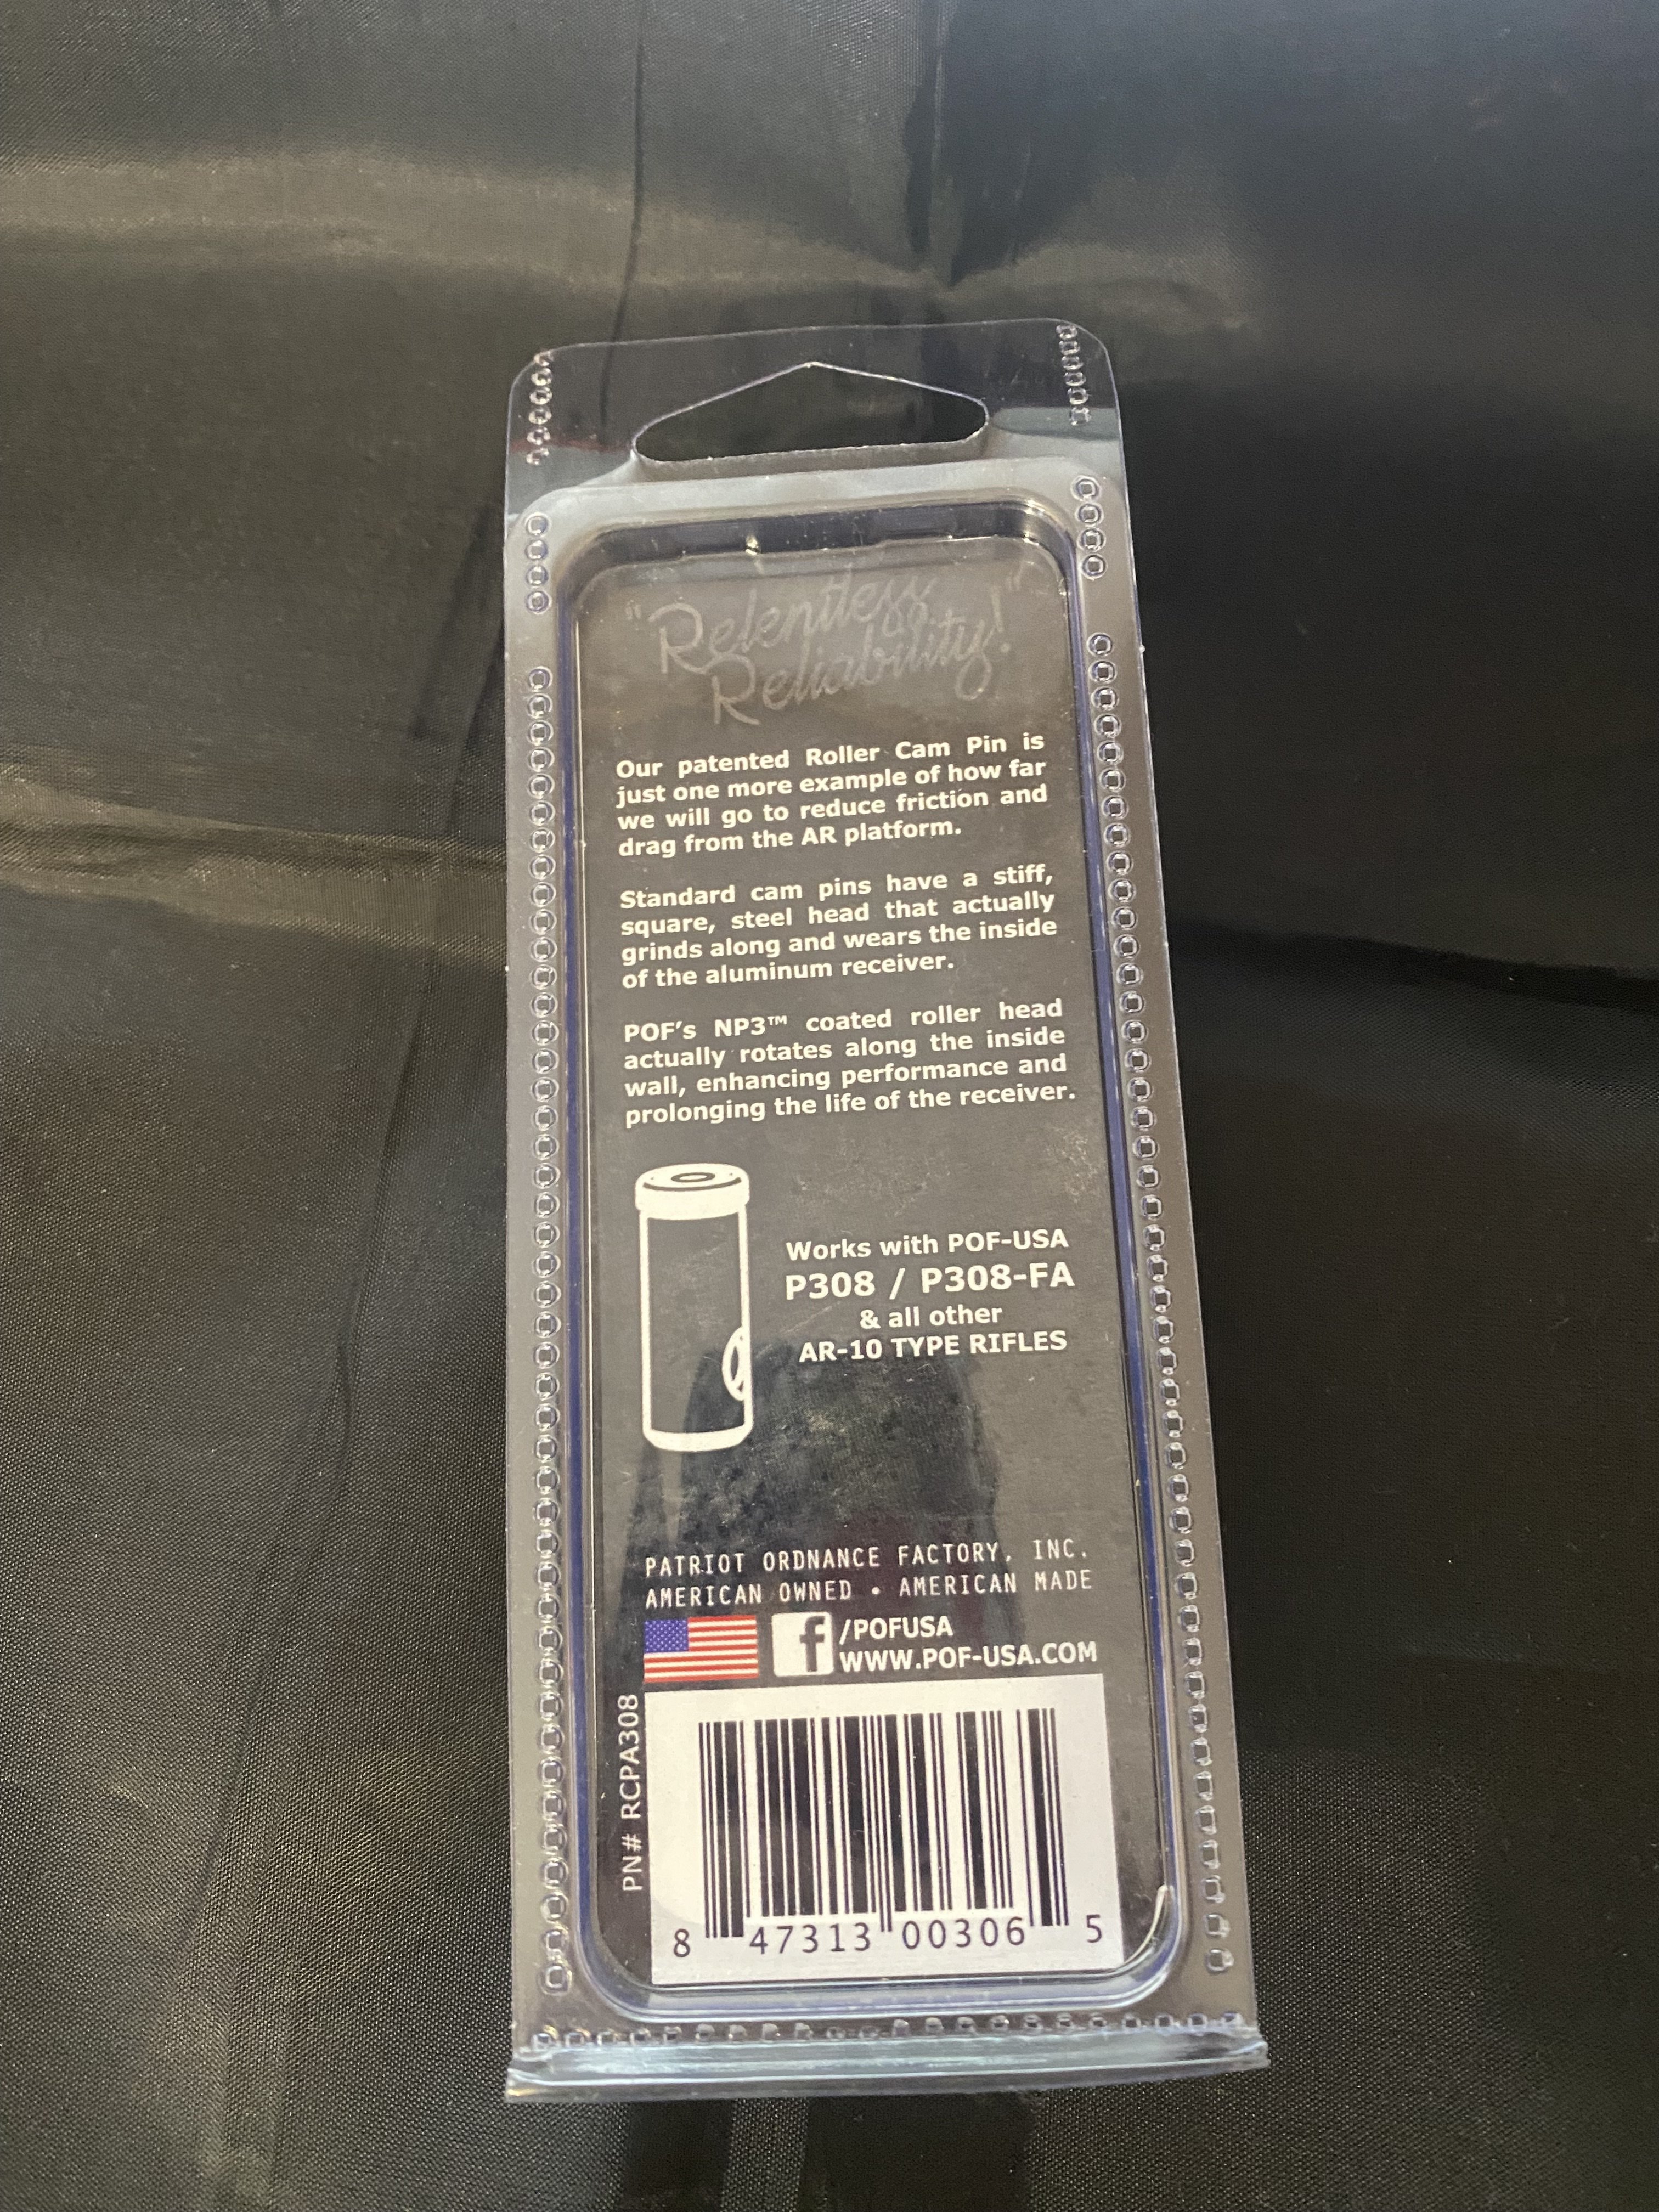 "Relentless
Reliability!"
Our patented Roller Cam Pin is
just one more example of how far
we will go to reduce friction and
drag from the AR platform.
Standard cam pins have a stiff,
square, steel head that actually
grinds along and wears the inside
of the aluminum receiver.
POF's NP3™ coated roller head
actually rotates along the inside
wall, enhancing performance and
prolonging the life of the receiver.
Works with POF-USA
P308 / P308-FA
& all other
AR-10 TYPE RIFLES
PATRIOT ORDNANCE FACTORY, INC.
AMERICAN OWNED • AMERICAN MADE
f /POFUSA
WWW.POF-USA.COM
PN# RCPA308
8 47313 00306 5